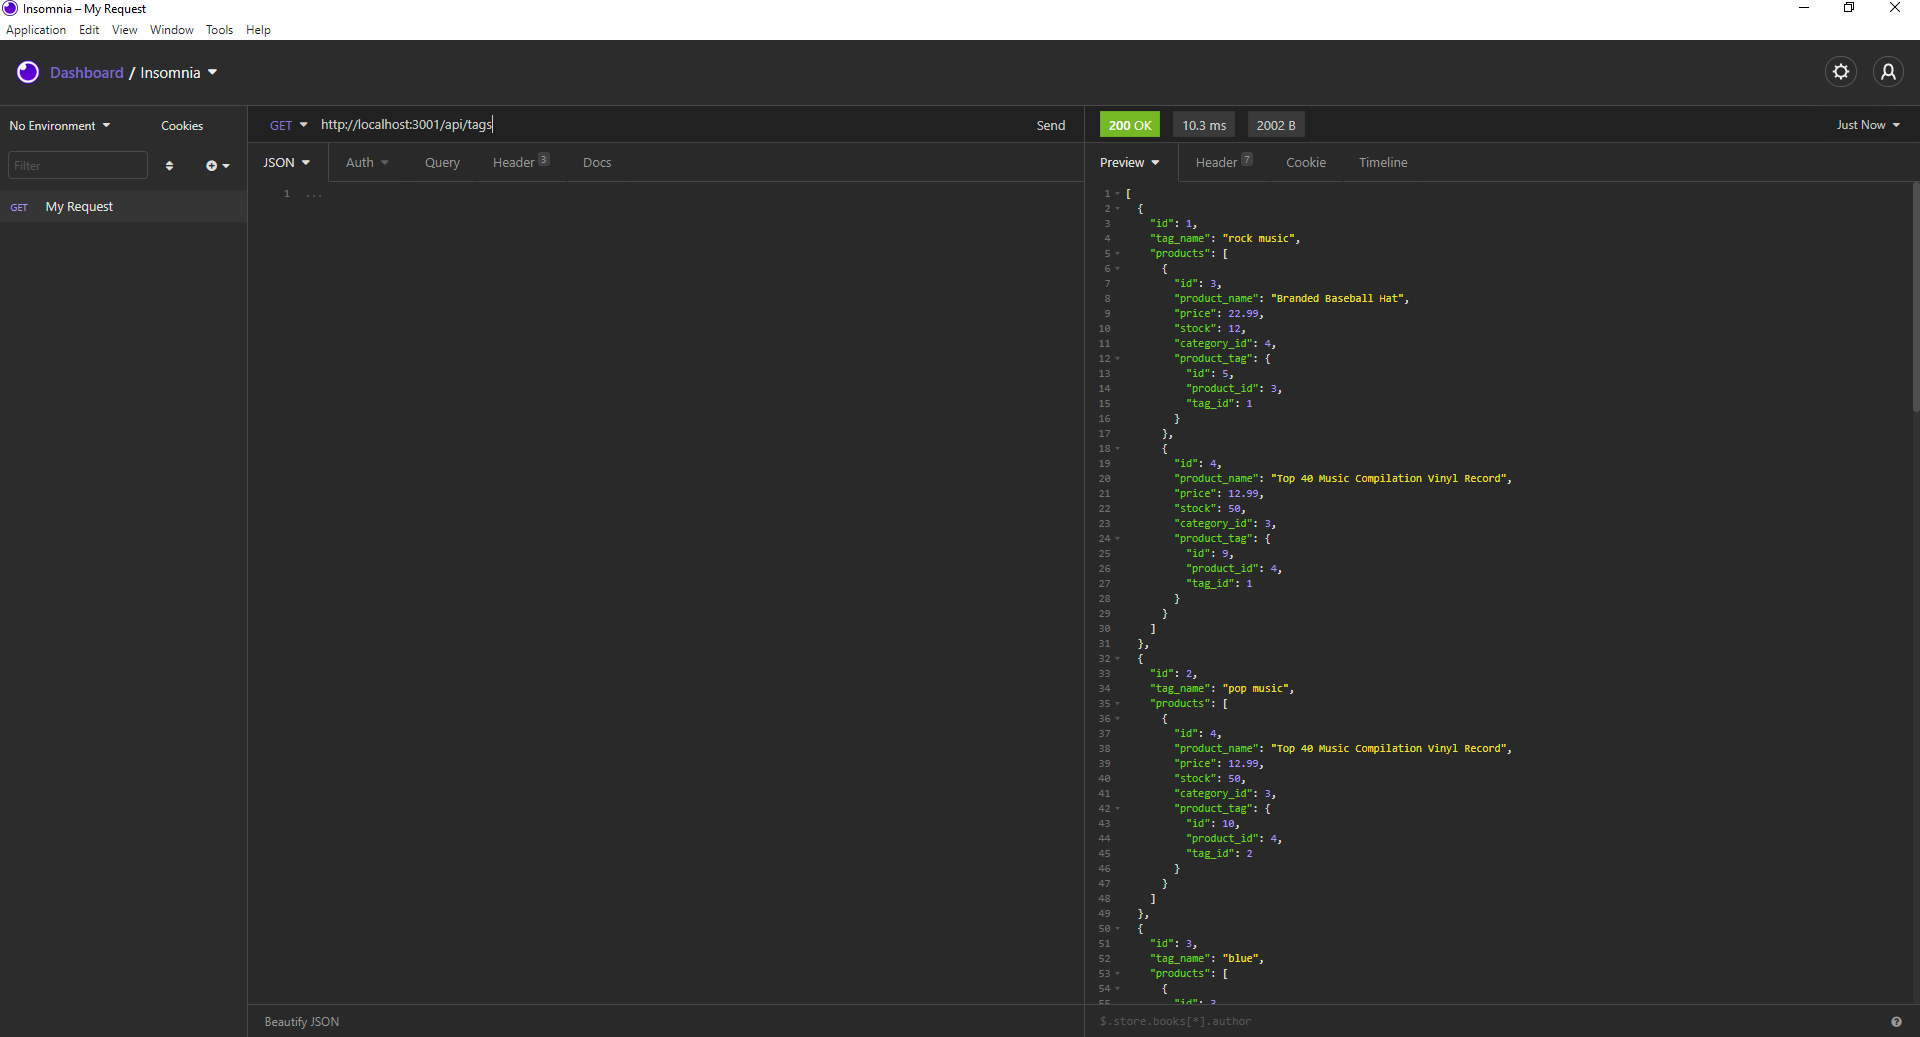 Insomnia – My Request
Application Edit View Window Tools Help
Dashboard / Insomnia
No Environment Cookies
GET http://localhost:3001/api/tags Send
200 OK 10.3 ms 2002 B Just Now
Filter
JSON Auth Query Header 3 Docs
Preview Header 7 Cookie Timeline
GET My Request
1 ...
1 [
2 {
3 "id": 1,
4 "tag_name": "rock music",
5 "products": [
6 {
7 "id": 3,
8 "product_name": "Branded Baseball Hat",
9 "price": 22.99,
10 "stock": 12,
11 "category_id": 4,
12 "product_tag": {
13 "id": 5,
14 "product_id": 3,
15 "tag_id": 1
16 }
17 },
18 {
19 "id": 4,
20 "product_name": "Top 40 Music Compilation Vinyl Record",
21 "price": 12.99,
22 "stock": 50,
23 "category_id": 3,
24 "product_tag": {
25 "id": 9,
26 "product_id": 4,
27 "tag_id": 1
28 }
29 }
30 ]
31 },
32 {
33 "id": 2,
34 "tag_name": "pop music",
35 "products": [
36 {
37 "id": 4,
38 "product_name": "Top 40 Music Compilation Vinyl Record",
39 "price": 12.99,
40 "stock": 50,
41 "category_id": 3,
42 "product_tag": {
43 "id": 10,
44 "product_id": 4,
45 "tag_id": 2
46 }
47 }
48 ]
49 },
50 {
51 "id": 3,
52 "tag_name": "blue",
53 "products": [
54 {
55 "id": 3
Beautify JSON
$.store.books[*].author